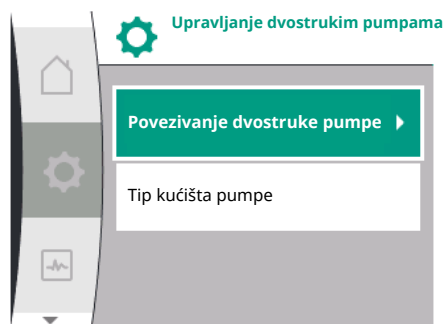 Upravljanje dvostrukim pumpama
Povezivanje dvostruke pumpe
Tip kućišta pumpe